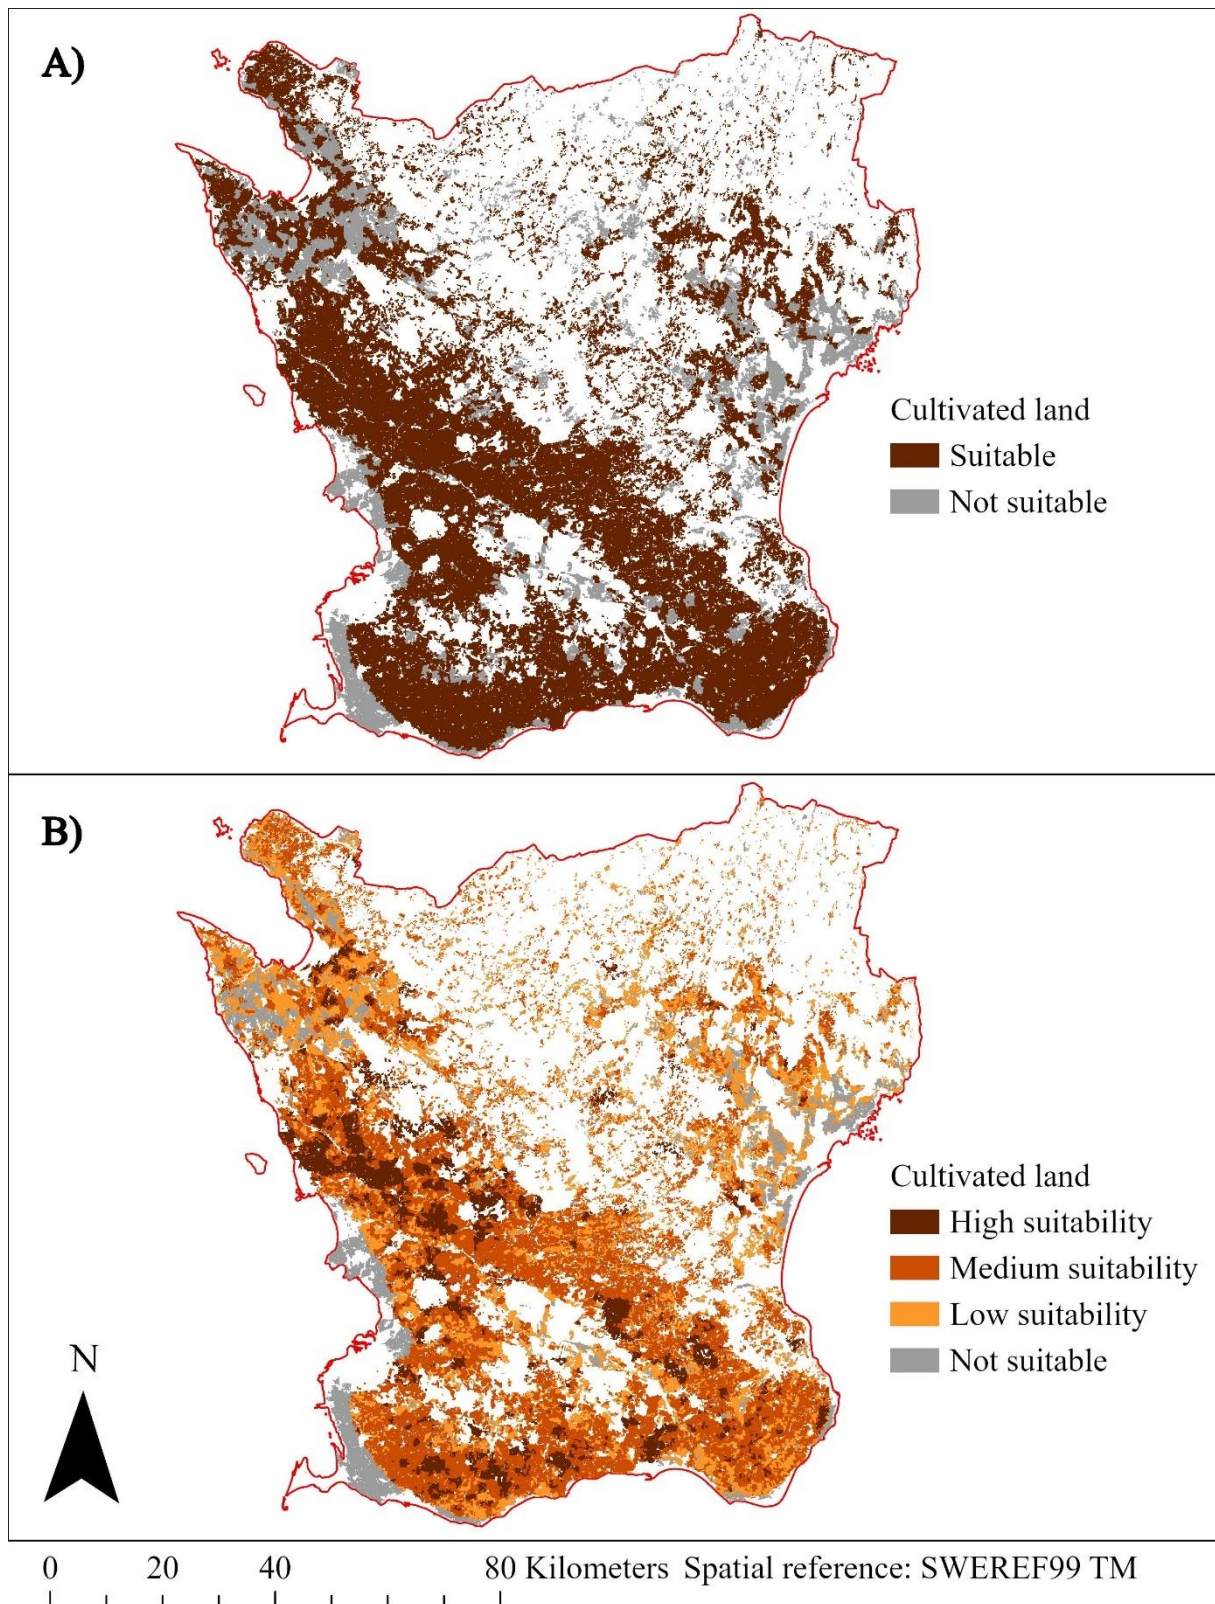 A)
Cultivated land
Suitable
Not suitable
B)
Cultivated land
High suitability
Medium suitability
Low suitability
Not suitable
N
0 20 40 80 Kilometers Spatial reference: SWEREF99 TM